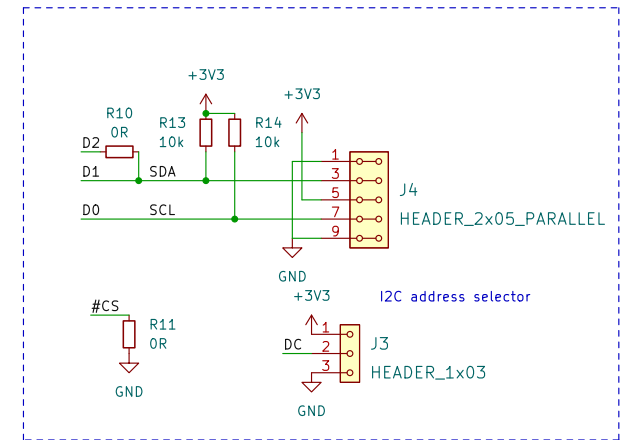 +3V3
+3V3
R10
0R
R13
10k
R14
10k
D2
D1
SDA
D0
SCL
1
3
5
7
9
J4
HEADER_2x05_PARALLEL
GND
+3V3
I2C address selector
#CS
R11
0R
GND
DC
1
2
3
J3
HEADER_1x03
GND